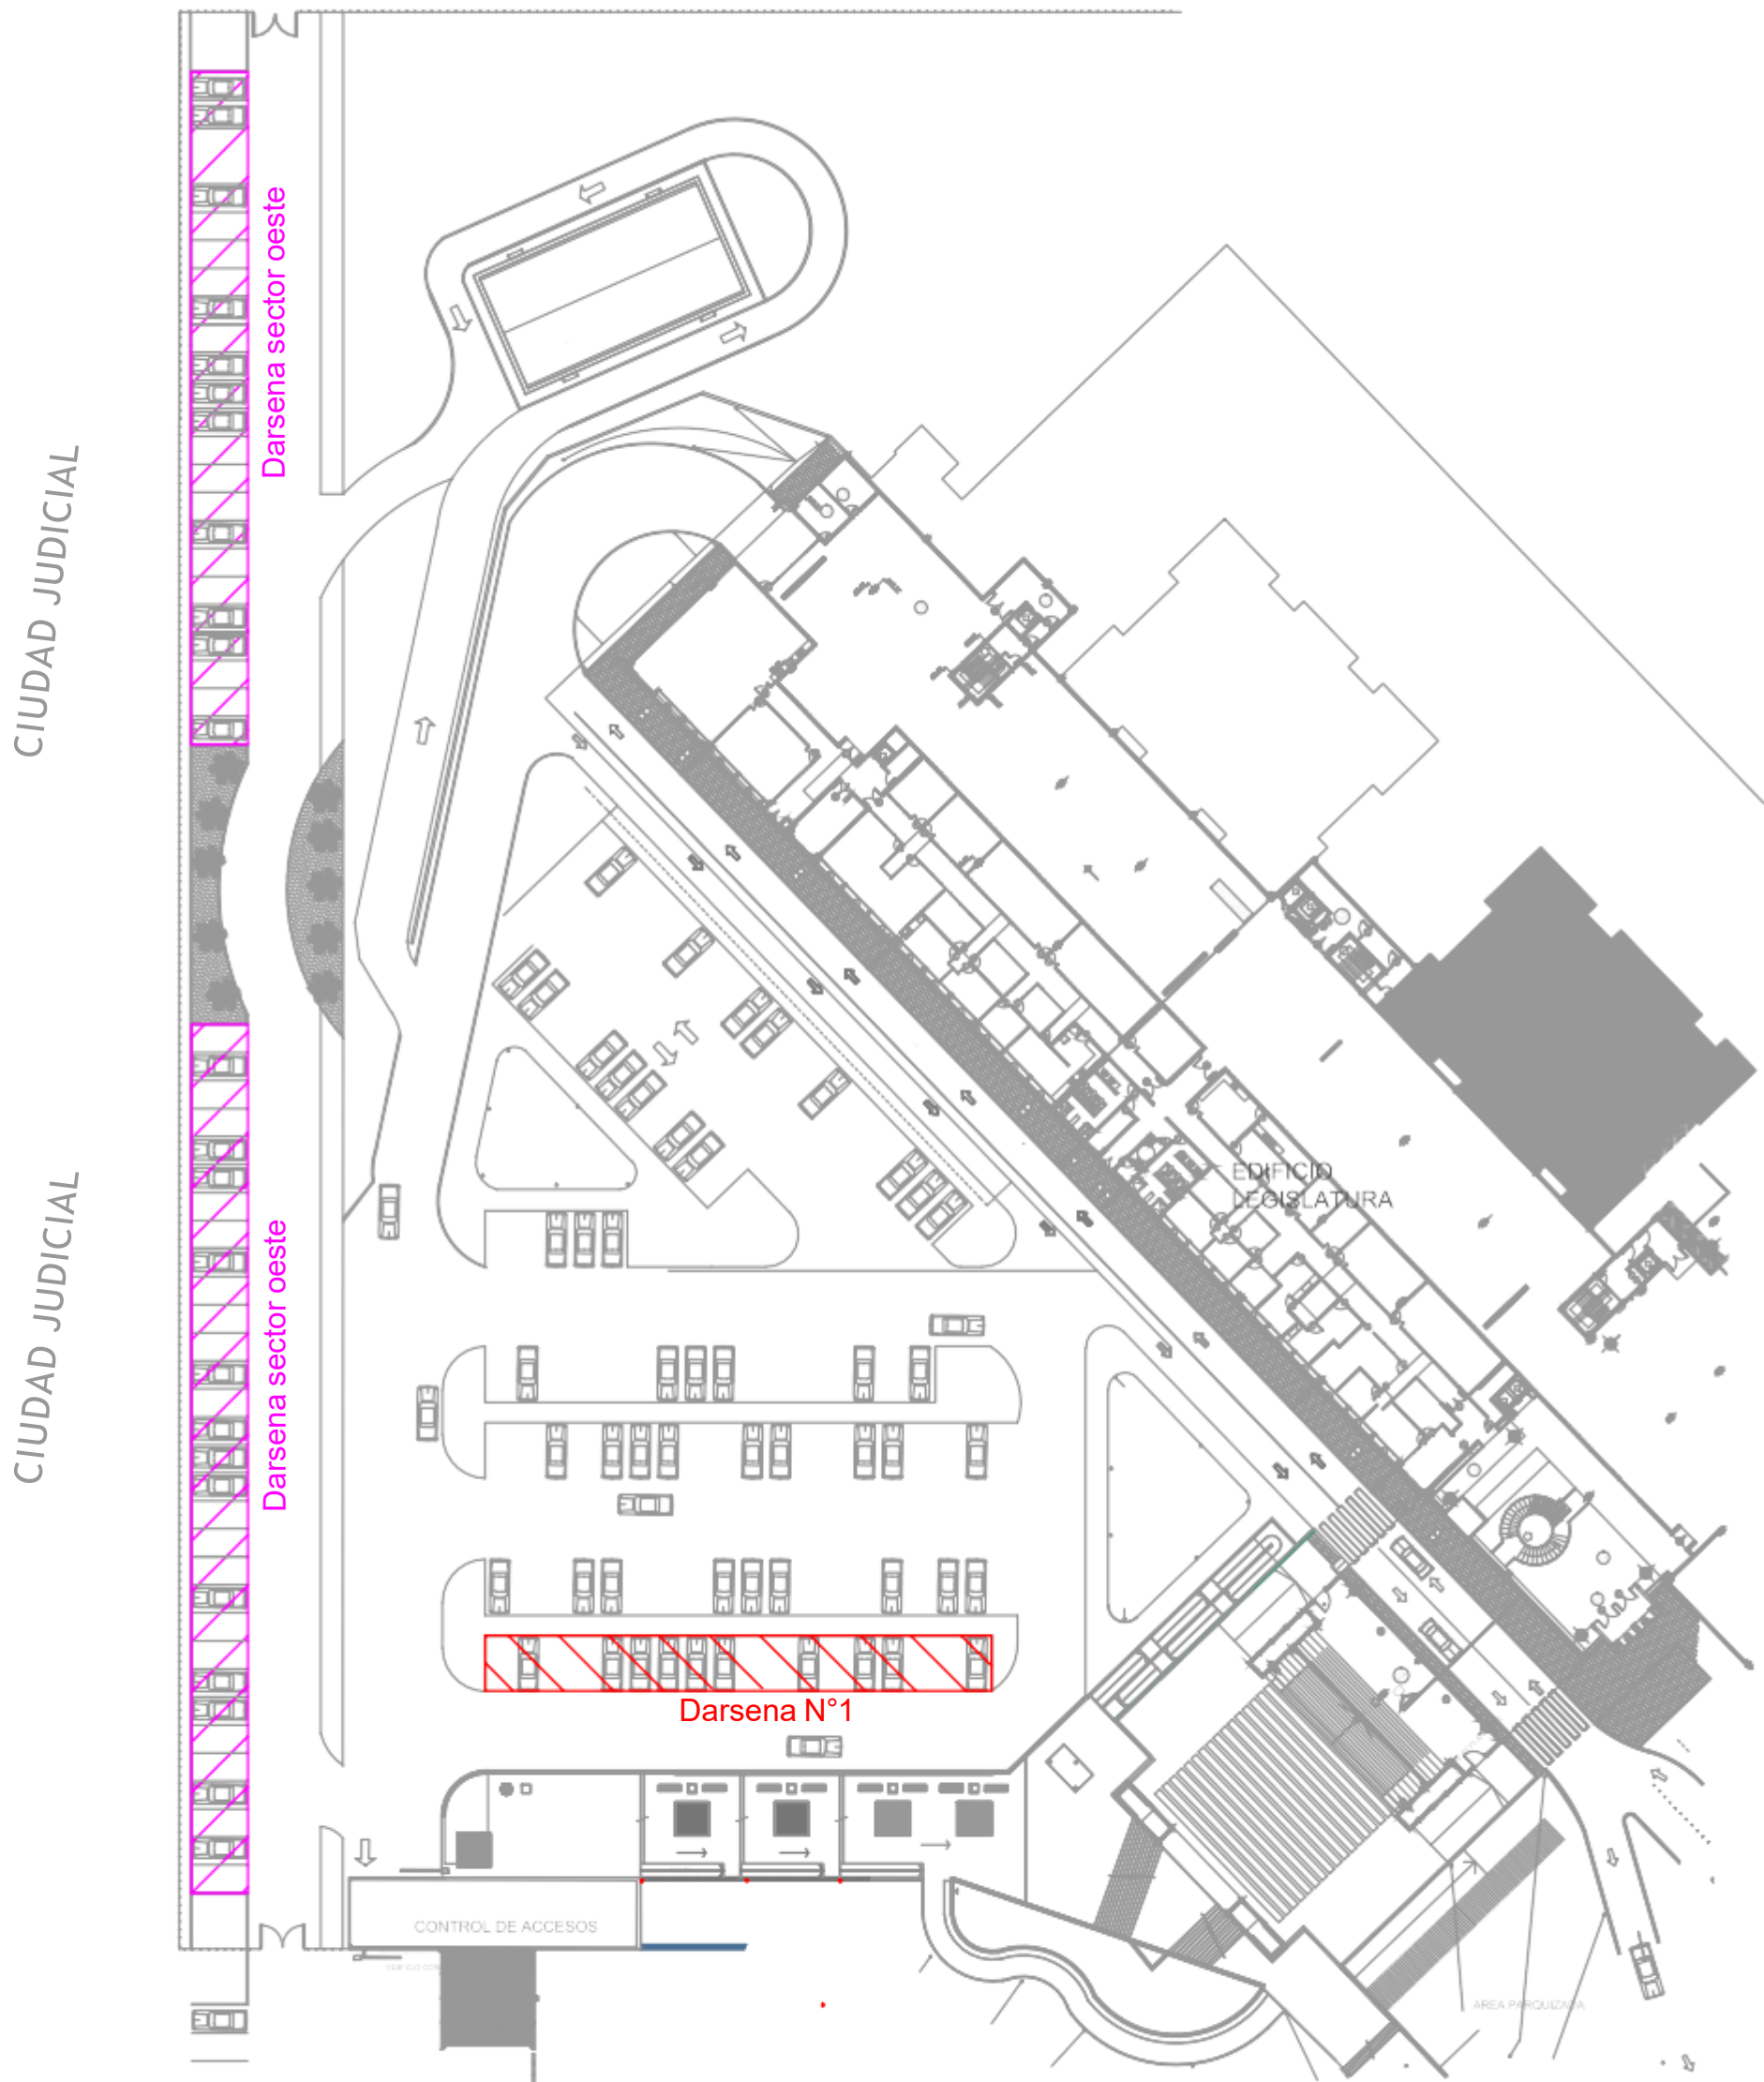 CIUDAD JUDICIAL
Darsena sector oeste
CIUDAD JUDICIAL
Darsena sector oeste
EDIFICIO
LEGISLATURA
Darsena N°1
CONTROL DE ACCESOS
AREA PARQUIZADA